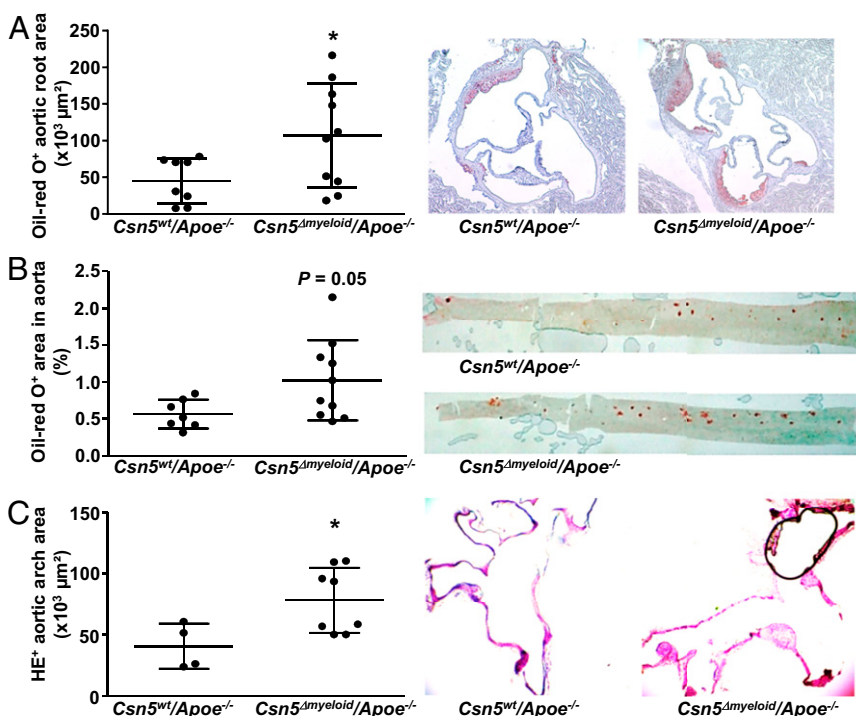 A
Oil-red O⁺ aortic root area
(x10³ µm²)
250
200
150
100
50
0
*
Csn5ʷᵗ/Apoe⁻/⁻
Csn5^Δmyeloid/Apoe⁻/⁻
Csn5ʷᵗ/Apoe⁻/⁻
Csn5^Δmyeloid/Apoe⁻/⁻
B
Oil-red O⁺ area in aorta
(%)
2.5
2.0
1.5
1.0
0.5
0.0
P = 0.05
Csn5ʷᵗ/Apoe⁻/⁻
Csn5^Δmyeloid/Apoe⁻/⁻
Csn5ʷᵗ/Apoe⁻/⁻
Csn5^Δmyeloid/Apoe⁻/⁻
C
HE⁺ aortic arch area
(x10³ µm²)
150
100
50
0
*
Csn5ʷᵗ/Apoe⁻/⁻
Csn5^Δmyeloid/Apoe⁻/⁻
Csn5ʷᵗ/Apoe⁻/⁻
Csn5^Δmyeloid/Apoe⁻/⁻